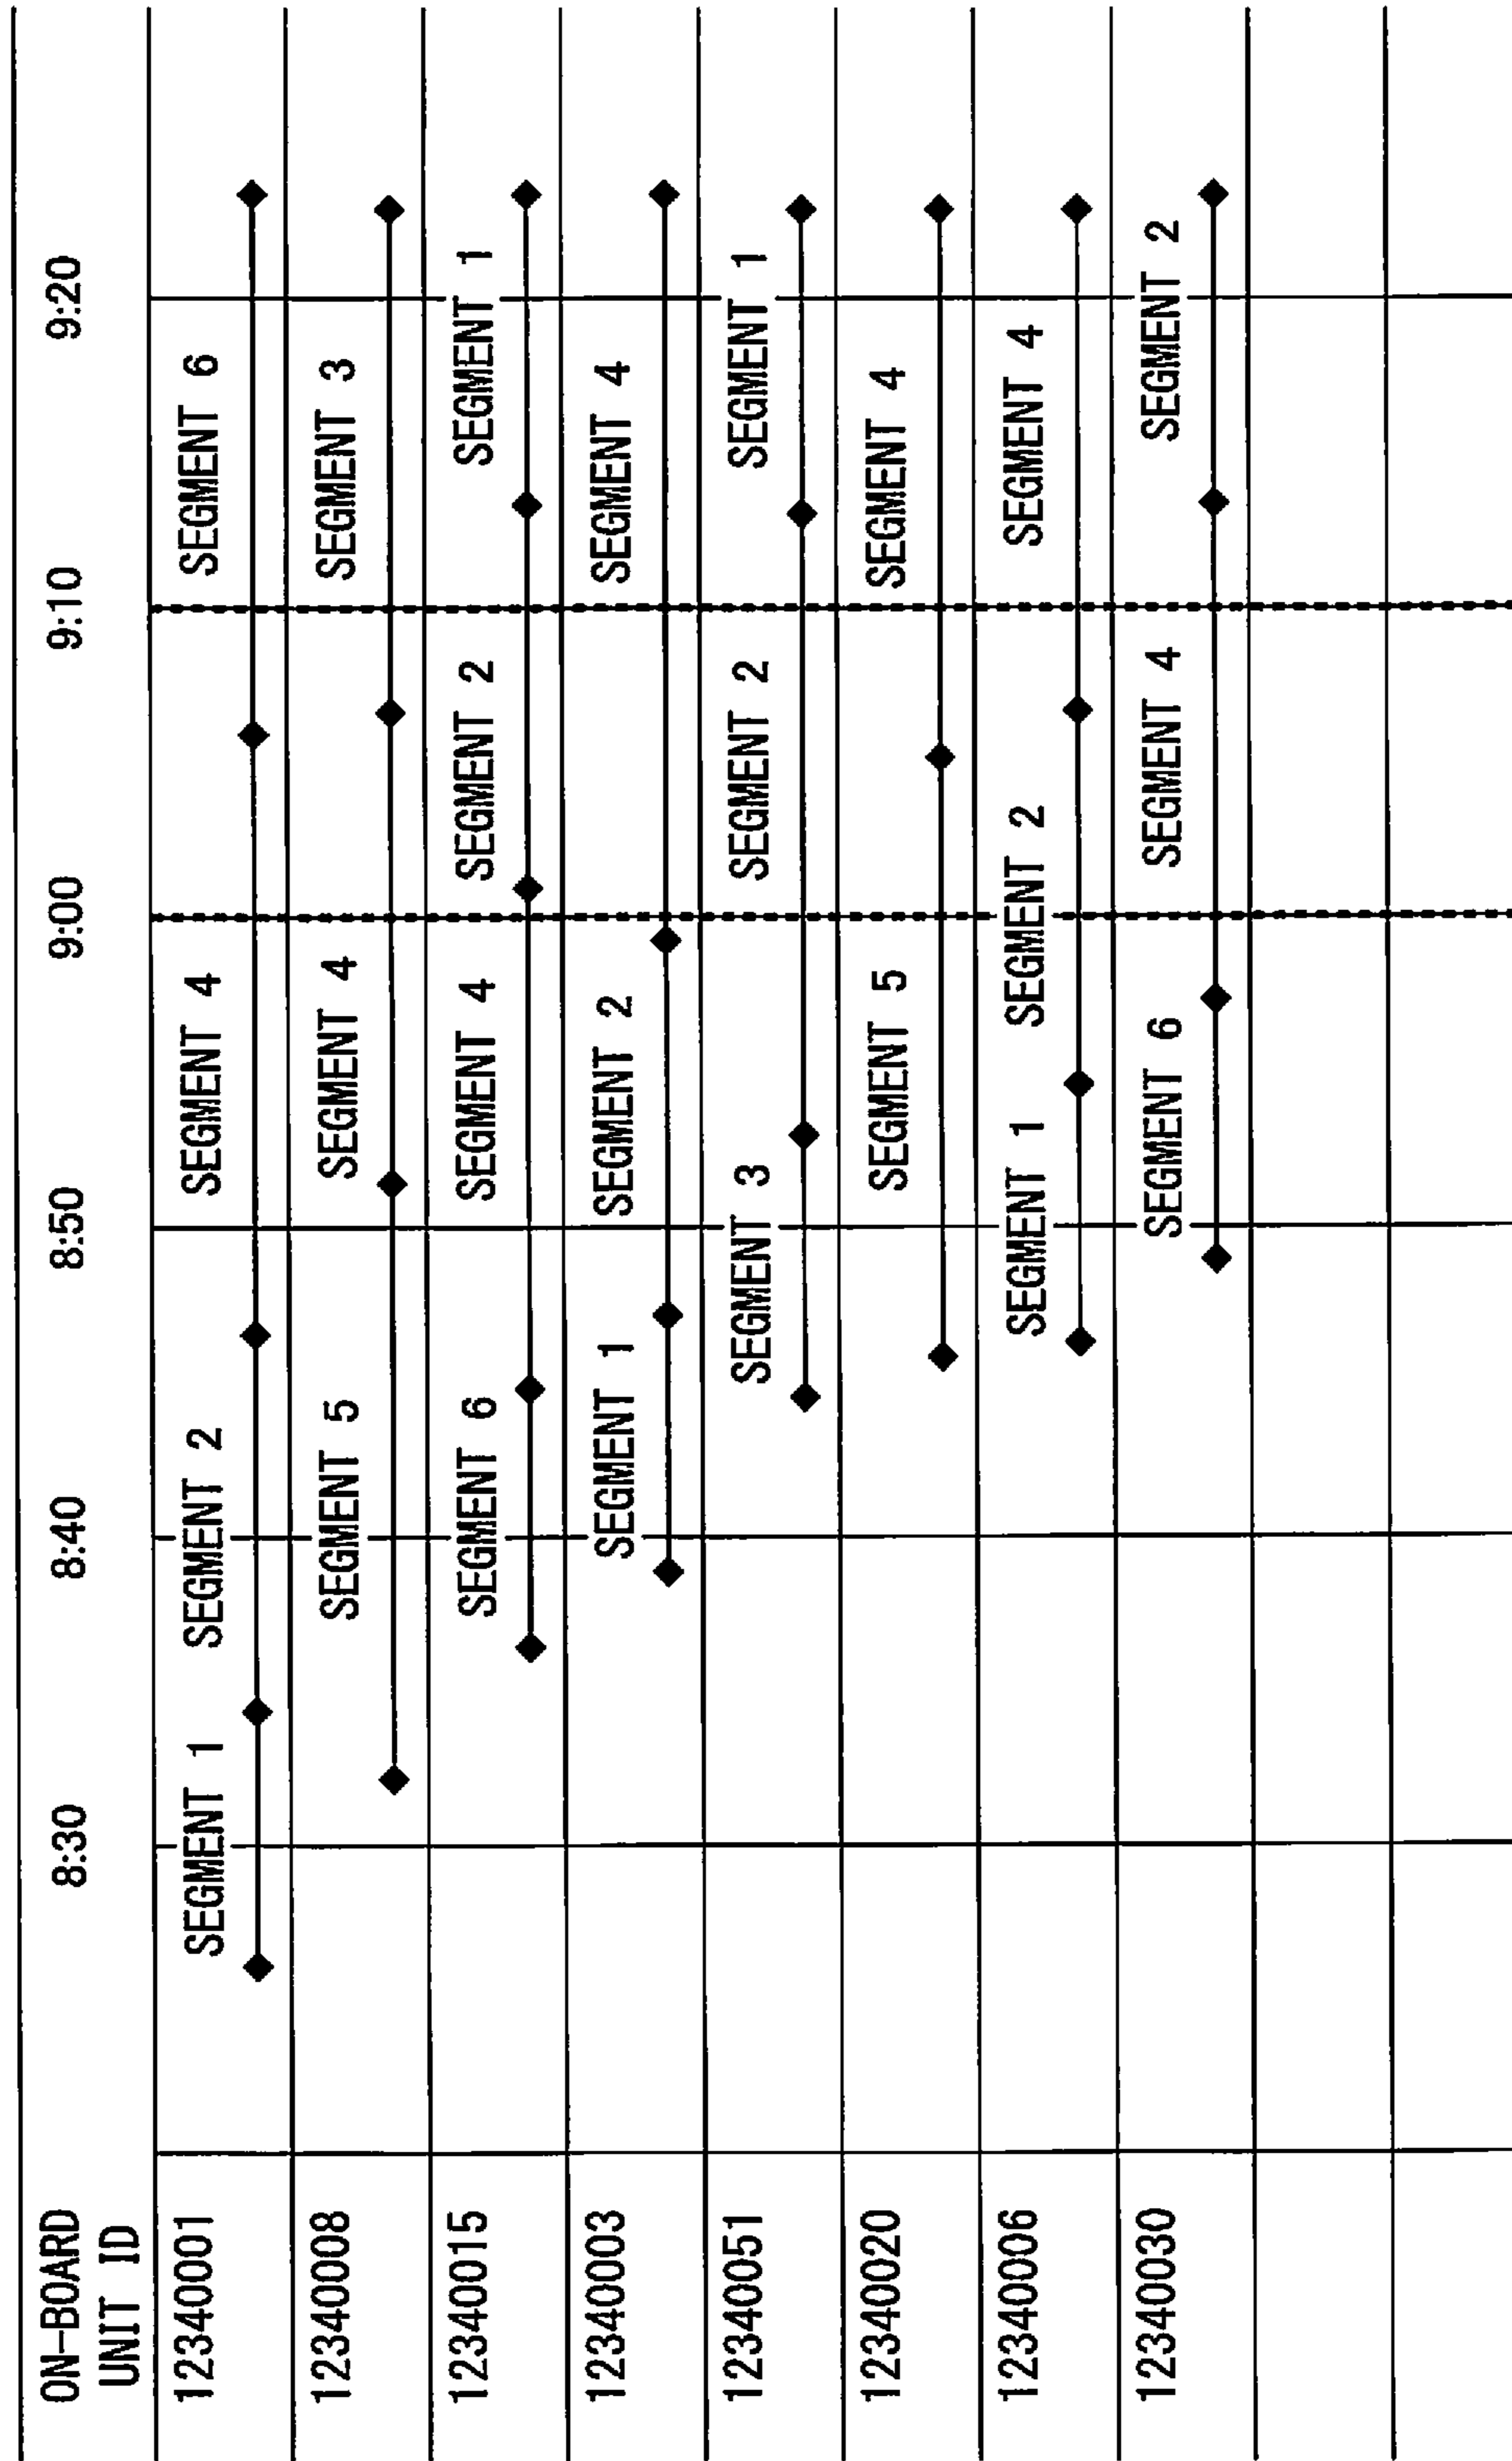 ON-BOARD
UNIT ID
8:30 8:40 8:50 9:00 9:10 9:20
12340001 SEGMENT 1 SEGMENT 2 SEGMENT 4 SEGMENT 6
12340008 SEGMENT 5 SEGMENT 4 SEGMENT 3
12340015 SEGMENT 6 SEGMENT 4 SEGMENT 2 SEGMENT 1
12340003 SEGMENT 1 SEGMENT 2 SEGMENT 4
12340051 SEGMENT 3 SEGMENT 2 SEGMENT 1
12340020 SEGMENT 5 SEGMENT 4
12340006 SEGMENT 1 SEGMENT 2 SEGMENT 4
12340030 SEGMENT 6 SEGMENT 4 SEGMENT 2